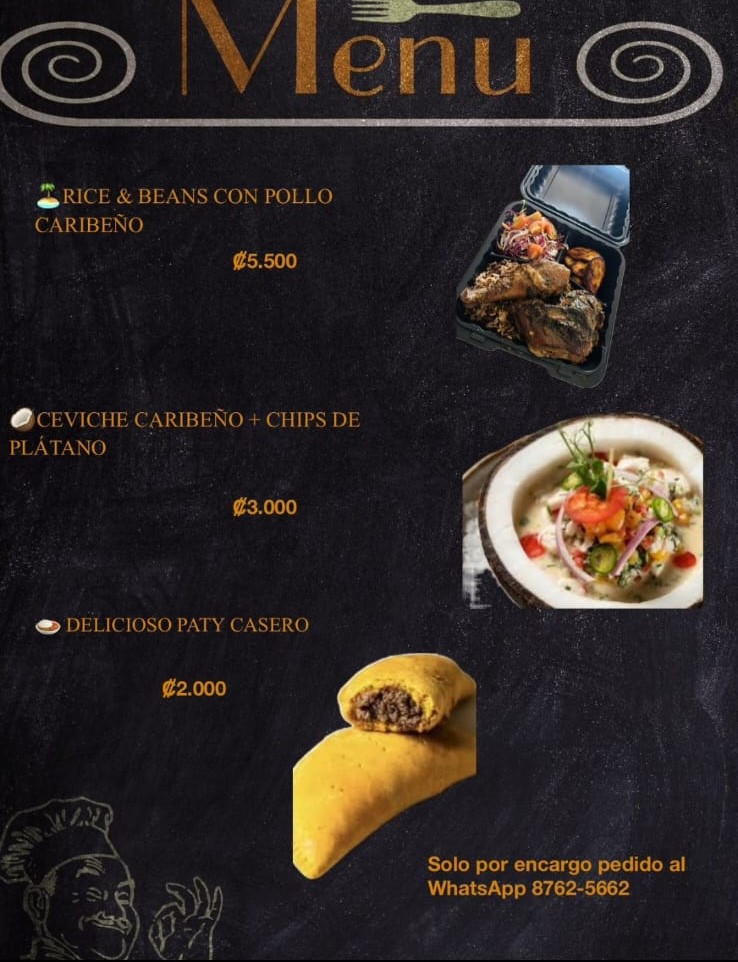 Menu
🏝️RICE & BEANS CON POLLO
CARIBEÑO
₡5.500
🥥CEVICHE CARIBEÑO + CHIPS DE
PLÁTANO
₡3.000
🍛 DELICIOSO PATY CASERO
₡2.000
Solo por encargo pedido al
WhatsApp 8762-5662